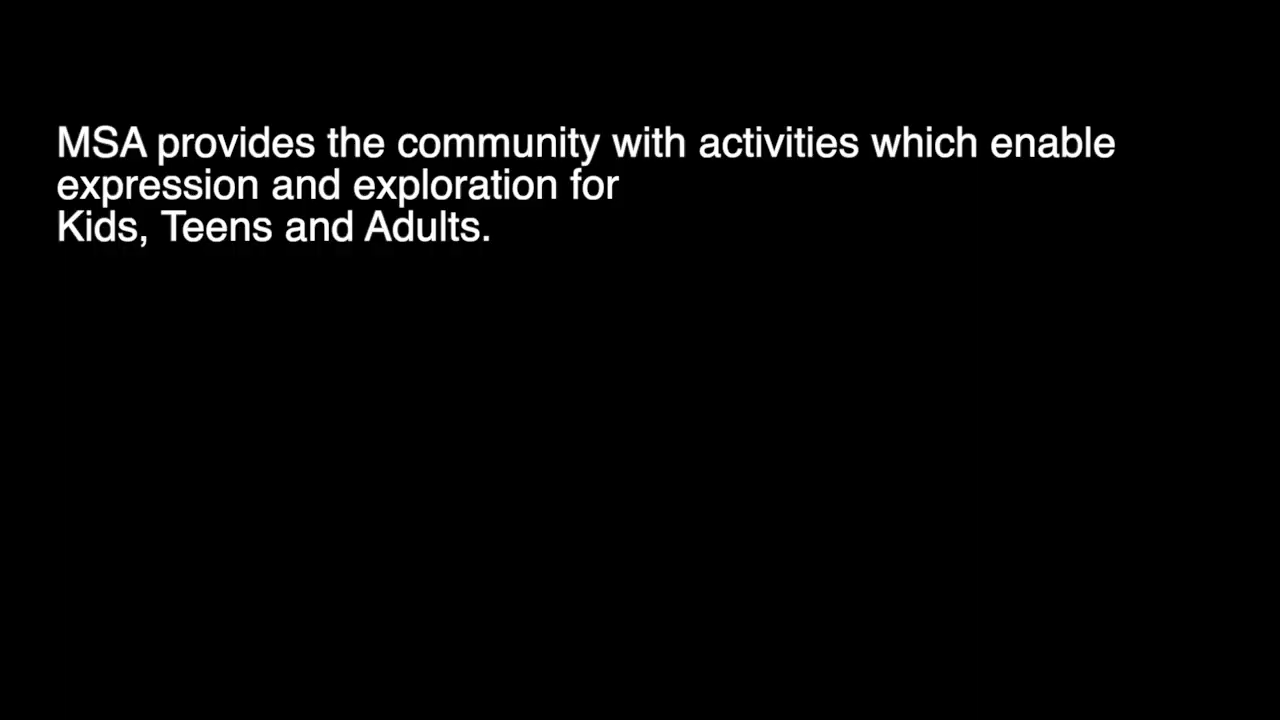 MSA provides the community with activities which enable
expression and exploration for
Kids, Teens and Adults.